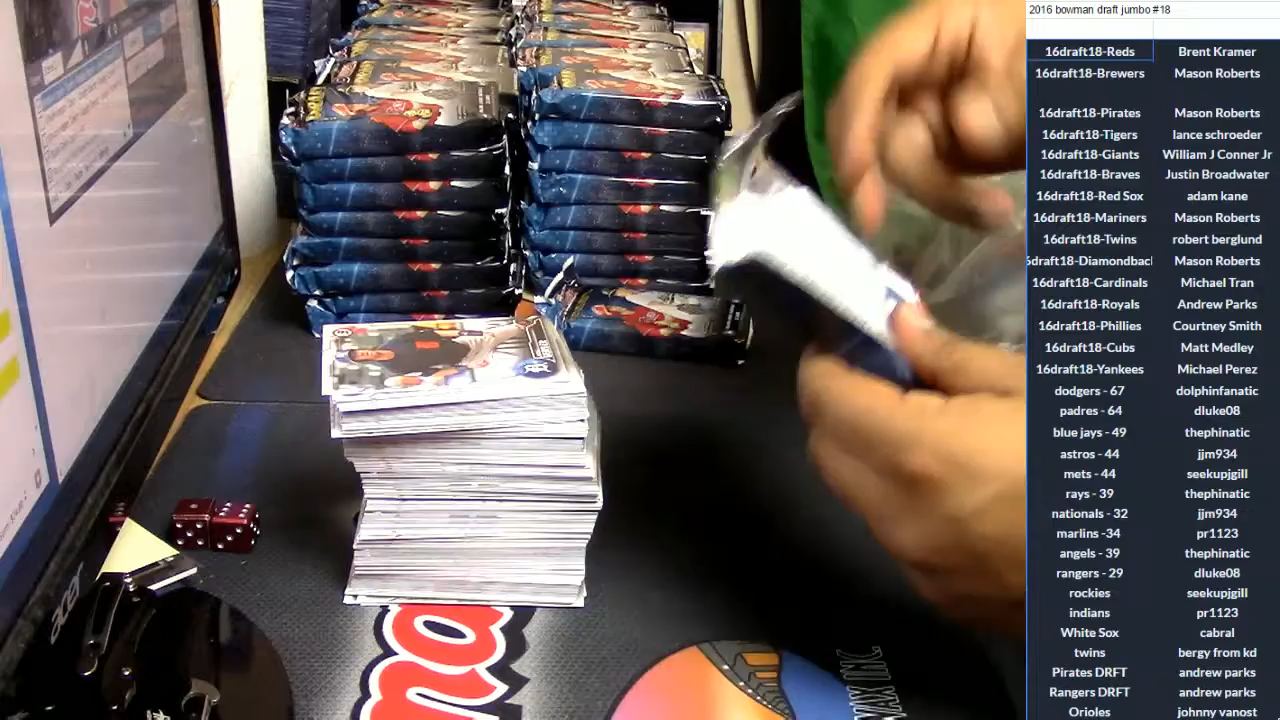 2016 bowman draft jumbo #18
16draft18-Reds Brent Kramer
16draft18-Brewers Mason Roberts
16draft18-Pirates Mason Roberts
16draft18-Tigers lance schroeder
16draft18-Giants William J Conner Jr
16draft18-Braves Justin Broadwater
16draft18-Red Sox adam kane
16draft18-Mariners Mason Roberts
16draft18-Twins robert berglund
6draft18-Diamondbac Mason Roberts
16draft18-Cardinals Michael Tran
16draft18-Royals Andrew Parks
16draft18-Phillies Courtney Smith
16draft18-Cubs Matt Medley
16draft18-Yankees Michael Perez
dodgers - 67 dolphinfanatic
padres - 64 dluke08
blue jays - 49 thephinatic
astros - 44 jjm934
mets - 44 seekupjgill
rays - 39 thephinatic
nationals - 32 jjm934
marlins -34 pr1123
angels - 39 thephinatic
rangers - 29 dluke08
rockies seekupjgill
indians pr1123
White Sox cabral
twins bergy from kd
Pirates DRFT andrew parks
Rangers DRFT andrew parks
Orioles johnny vanost
acer
na